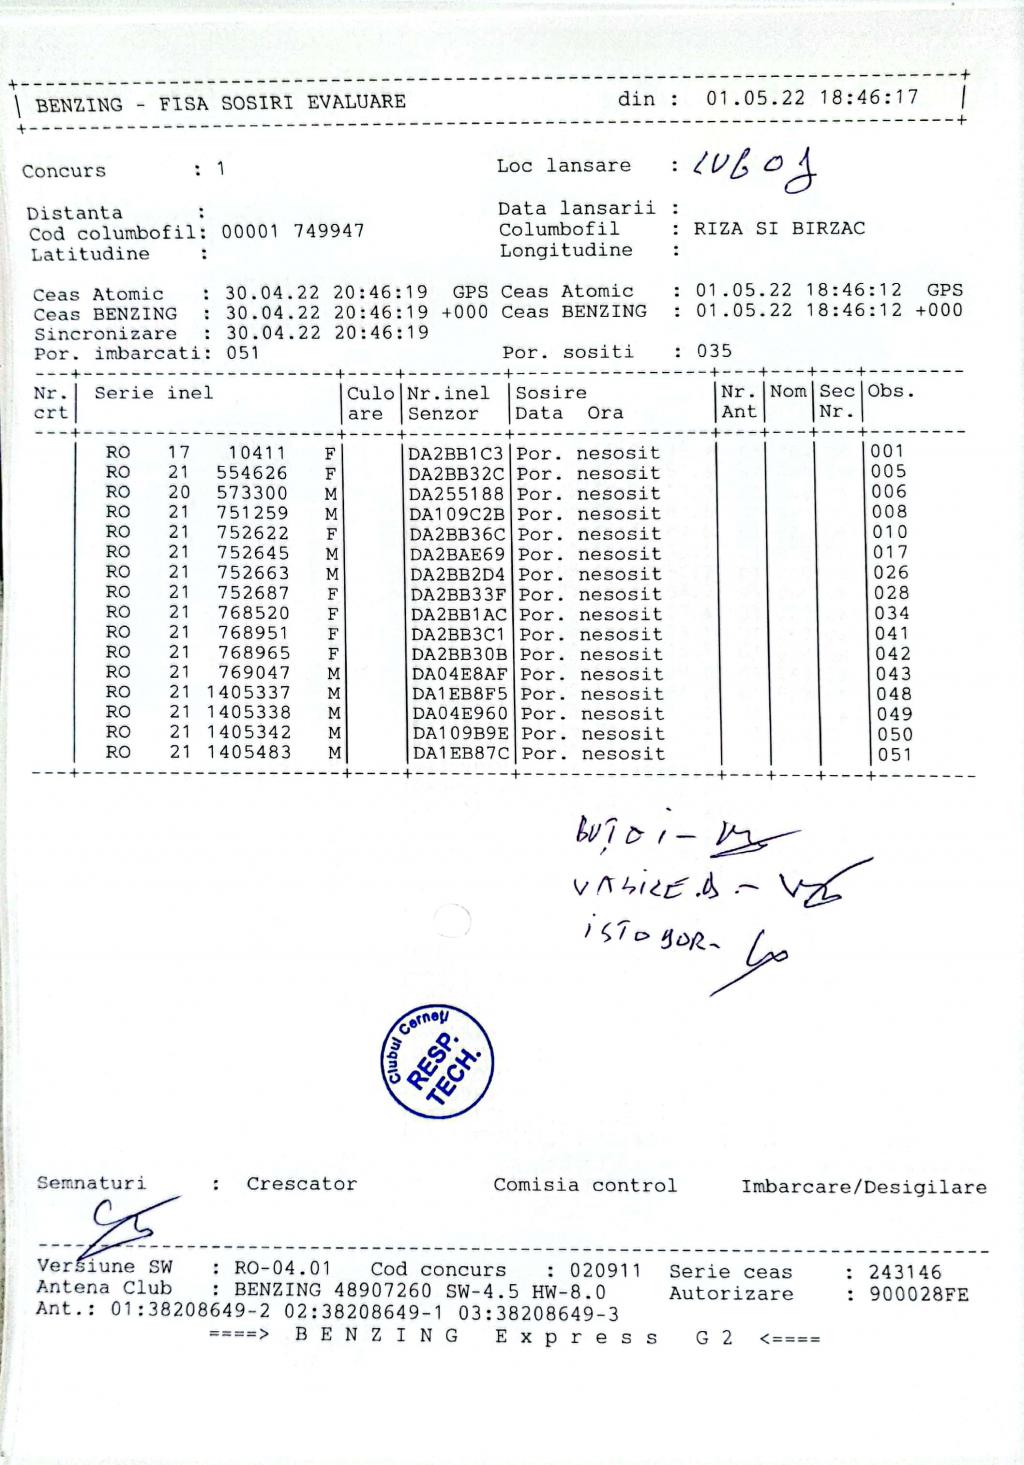 BENZING - FISA SOSIRI EVALUARE din : 01.05.22 18:46:17
Concurs : 1 Loc lansare : LUGOJ
Distanta : Data lansarii :
Cod columbofil: 00001 749947 Columbofil : RIZA SI BIRZAC
Latitudine : Longitudine :
Ceas Atomic : 30.04.22 20:46:19 GPS Ceas Atomic : 01.05.22 18:46:12 GPS
Ceas BENZING : 30.04.22 20:46:19 +000 Ceas BENZING : 01.05.22 18:46:12 +000
Sincronizare : 30.04.22 20:46:19
Por. imbarcati: 051 Por. sositi : 035
Nr. Serie inel Culo Nr.inel Sosire Nr. Nom Sec Obs.
crt are Senzor Data Ora Ant Nr.
RO 17 10411 F DA2BB1C3 Por. nesosit 001
RO 21 554626 F DA2BB32C Por. nesosit 005
RO 20 573300 M DA255188 Por. nesosit 006
RO 21 751259 M DA109C2B Por. nesosit 008
RO 21 752622 F DA2BB36C Por. nesosit 010
RO 21 752645 M DA2BAE69 Por. nesosit 017
RO 21 752663 M DA2BB2D4 Por. nesosit 026
RO 21 752687 F DA2BB33F Por. nesosit 028
RO 21 768520 F DA2BB1AC Por. nesosit 034
RO 21 768951 F DA2BB3C1 Por. nesosit 041
RO 21 768965 F DA2BB30B Por. nesosit 042
RO 21 769047 M DA04E8AF Por. nesosit 043
RO 21 1405337 M DA1EB8F5 Por. nesosit 048
RO 21 1405338 M DA04E960 Por. nesosit 049
RO 21 1405342 M DA109B9E Por. nesosit 050
RO 21 1405483 M DA1EB87C Por. nesosit 051
BUȚOI -
VASILE.D. -
ISTODOR-
Clubul Cerneți
RESP.
TECH.
Semnaturi : Crescator Comisia control Imbarcare/Desigilare
Versiune SW : RO-04.01 Cod concurs : 020911 Serie ceas : 243146
Antena Club : BENZING 48907260 SW-4.5 HW-8.0 Autorizare : 900028FE
Ant.: 01:38208649-2 02:38208649-1 03:38208649-3
====> B E N Z I N G E x p r e s s G 2 <====